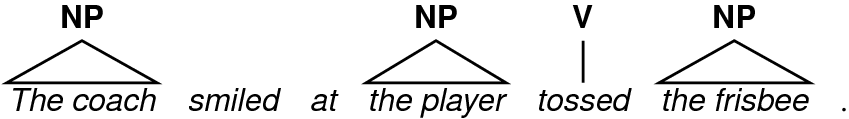 NP NP V NP
The coach smiled at the player tossed the frisbee .